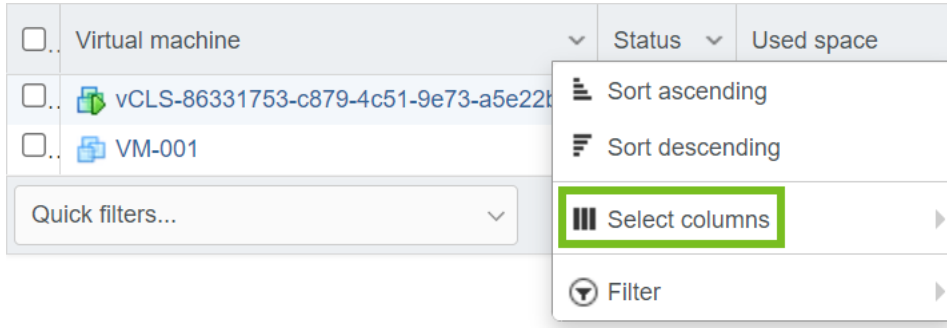 Virtual machine Status Used space
vCLS-86331753-c879-4c51-9e73-a5e22
Sort ascending
VM-001
Sort descending
Quick filters...
Select columns
Filter